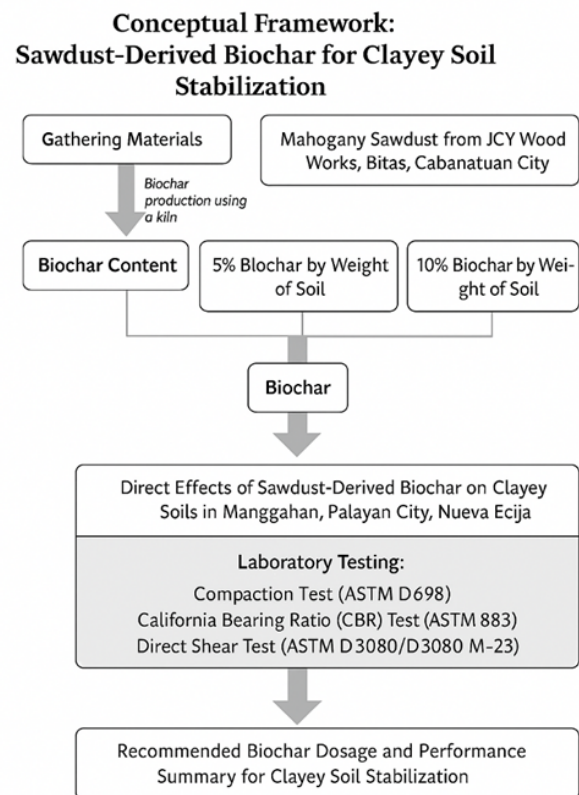 Conceptual Framework:
Sawdust-Derived Biochar for Clayey Soil
Stabilization
Gathering Materials
Mahogany Sawdust from JCY Wood
Works, Bitas, Cabanatuan City
Biochar
production using
a kiln
Biochar Content
5% Blochar by Weight
of Soil
10% Biochar by Wei-
ght of Soil
Biochar
Direct Effects of Sawdust-Derived Biochar on Clayey
Soils in Manggahan, Palayan City, Nueva Ecija
Laboratory Testing:
Compaction Test (ASTM D698)
California Bearing Ratio (CBR) Test (ASTM 883)
Direct Shear Test (ASTM D3080/D3080 M-23)
Recommended Biochar Dosage and Performance
Summary for Clayey Soil Stabilization